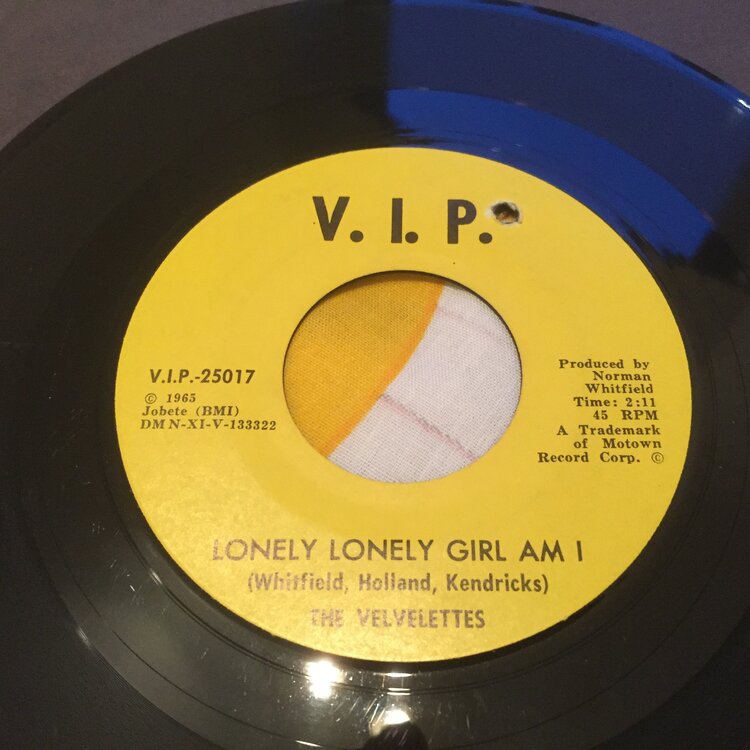 V. I. P.
V.I.P.-25017
© 1965
Jobete (BMI)
DM N-XI-V-133322
Produced by
Norman
Whitfield
Time: 2:11
45 RPM
A Trademark
of Motown
Record Corp. ©
LONELY LONELY GIRL AM I
(Whitfield, Holland, Kendricks)
THE VELVELETTES